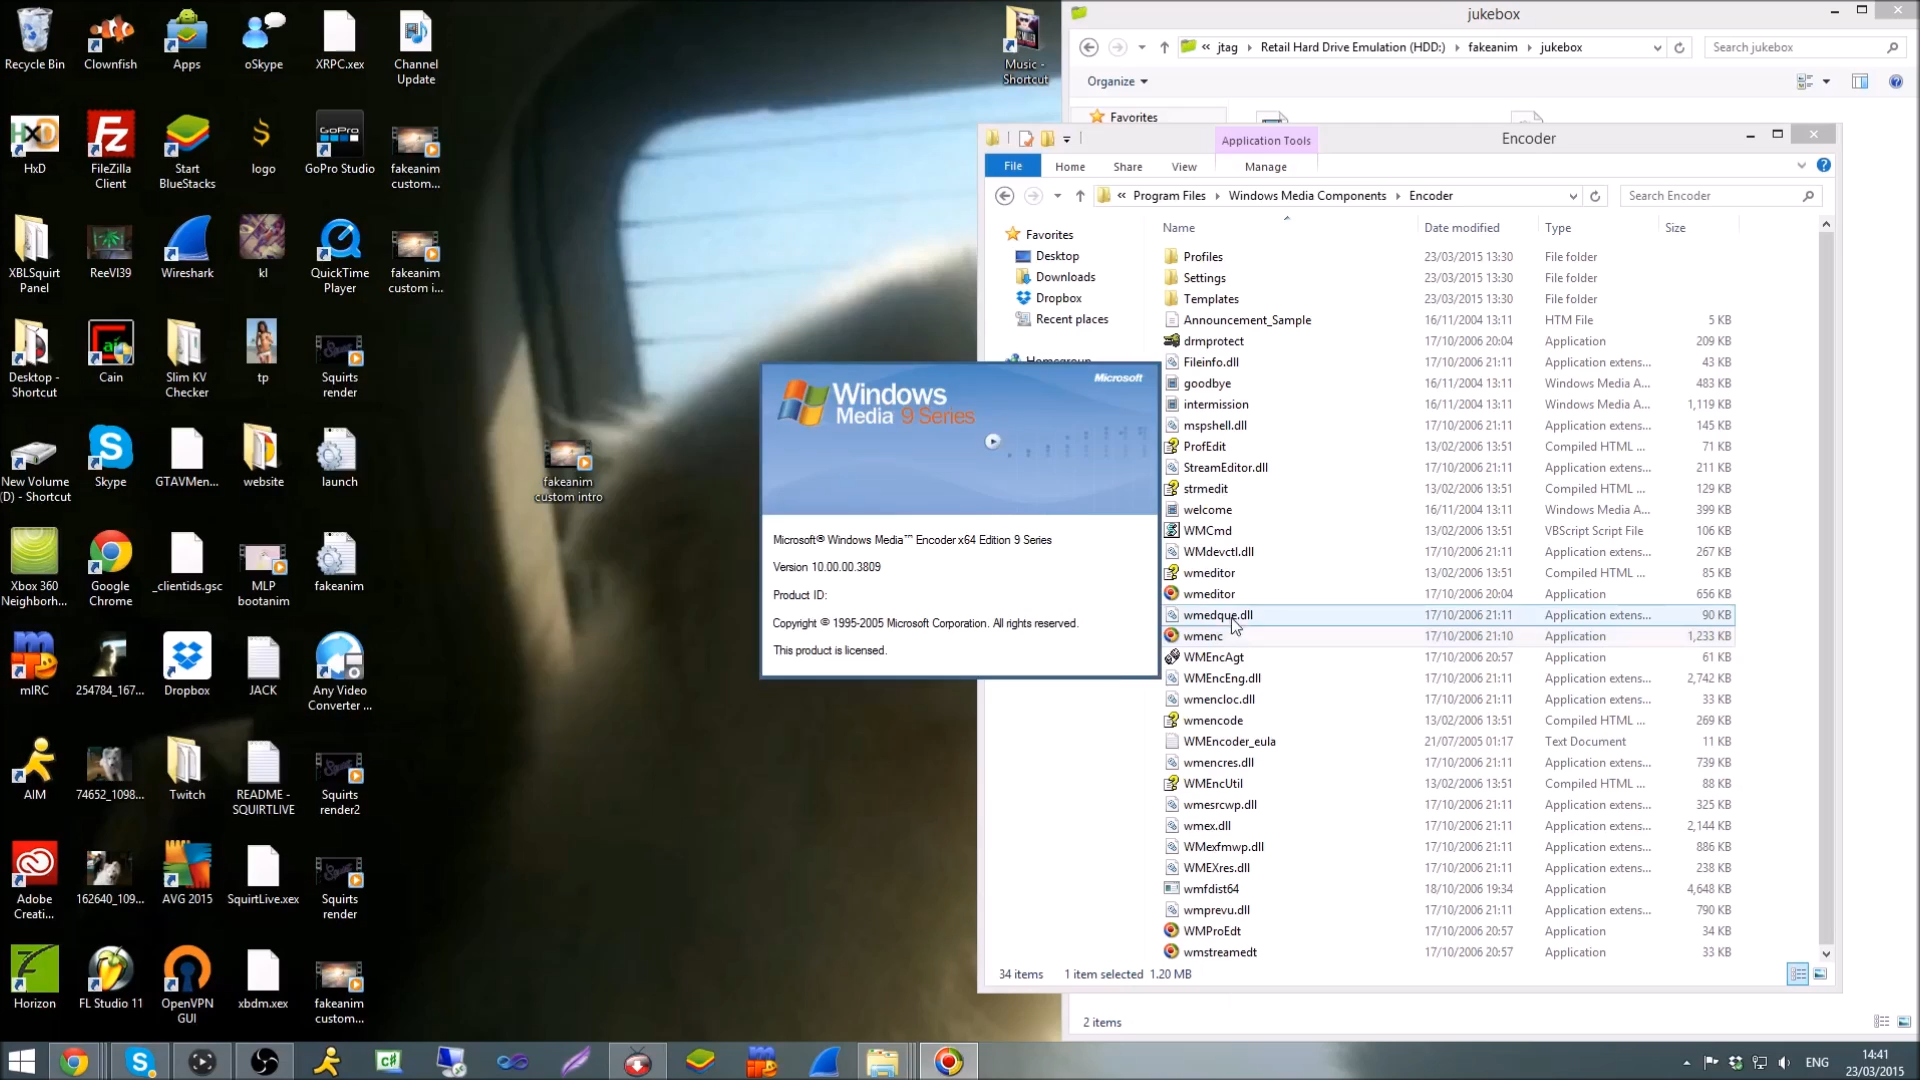 Recycle Bin
Clownfish
Apps
oSkype
XRPC.xex
Channel
Update
HxD
FileZilla
Client
Start
BlueStacks
logo
GoPro
GoPro Studio
fakeanim
custom...
XBLSquirt
Panel
ReeVI39
Wireshark
kl
QuickTime
Player
fakeanim
custom i...
Desktop -
Shortcut
Cain
Slim KV
Checker
tp
Squirts
render
New Volume
(D) - Shortcut
Skype
GTAVMen...
website
launch
fakeanim
custom intro
Xbox 360
Neighborh...
Google
Chrome
_clientids.gsc
MLP
bootanim
fakeanim
mIRC
254784_167...
Dropbox
JACK
Any Video
Converter ...
AIM
74652_1098...
Twitch
README -
SQUIRTLIVE
Squirts
render2
Adobe
Creati...
162640_109...
AVG 2015
SquirtLive.xex
Squirts
render
Horizon
FL Studio 11
OpenVPN
GUI
xbdm.xex
fakeanim
custom...
Music -
Shortcut
jukebox
« jtag Retail Hard Drive Emulation (HDD:) fakeanim jukebox
Search jukebox
Organize
Favorites
Application Tools
Encoder
File Home Share View Manage
« Program Files Windows Media Components Encoder
Search Encoder
Favorites
Desktop
Downloads
Dropbox
Recent places
Homegroup
Name Date modified Type Size
Profiles 23/03/2015 13:30 File folder
Settings 23/03/2015 13:30 File folder
Templates 23/03/2015 13:30 File folder
Announcement_Sample 16/11/2004 13:11 HTM File 5 KB
drmprotect 17/10/2006 20:04 Application 209 KB
Fileinfo.dll 17/10/2006 21:11 Application extens... 43 KB
goodbye 16/11/2004 13:11 Windows Media A... 483 KB
intermission 16/11/2004 13:11 Windows Media A... 1,119 KB
mspshell.dll 17/10/2006 21:11 Application extens... 145 KB
ProfEdit 13/02/2006 13:51 Compiled HTML ... 71 KB
StreamEditor.dll 17/10/2006 21:11 Application extens... 211 KB
strmedit 13/02/2006 13:51 Compiled HTML ... 129 KB
welcome 16/11/2004 13:11 Windows Media A... 399 KB
WMCmd 13/02/2006 13:51 VBScript Script File 106 KB
WMdevctl.dll 17/10/2006 21:11 Application extens... 267 KB
wmeditor 13/02/2006 13:51 Compiled HTML ... 85 KB
wmeditor 17/10/2006 20:04 Application 656 KB
wmedque.dll 17/10/2006 21:11 Application extens... 90 KB
wmenc 17/10/2006 21:10 Application 1,233 KB
WMEncAgt 17/10/2006 20:57 Application 61 KB
WMEncEng.dll 17/10/2006 21:11 Application extens... 2,742 KB
wmencloc.dll 17/10/2006 21:11 Application extens... 33 KB
wmencode 13/02/2006 13:51 Compiled HTML ... 269 KB
WMEncoder_eula 21/07/2005 01:17 Text Document 11 KB
wmencres.dll 17/10/2006 21:11 Application extens... 739 KB
WMEncUtil 13/02/2006 13:51 Compiled HTML ... 88 KB
wmesrcwp.dll 17/10/2006 21:11 Application extens... 325 KB
wmex.dll 17/10/2006 21:11 Application extens... 2,144 KB
WMexfmwp.dll 17/10/2006 21:11 Application extens... 886 KB
WMEXres.dll 17/10/2006 21:11 Application extens... 238 KB
wmfdist64 18/10/2006 19:34 Application 4,648 KB
wmprevu.dll 17/10/2006 21:11 Application extens... 790 KB
WMProEdt 17/10/2006 20:57 Application 34 KB
wmstreamedt 17/10/2006 20:57 Application 33 KB
34 items 1 item selected 1.20 MB
2 items
Microsoft
Windows
Media 9 Series
Microsoft® Windows Media™ Encoder x64 Edition 9 Series
Version 10.00.00.3809
Product ID:
Copyright © 1995-2005 Microsoft Corporation. All rights reserved.
This product is licensed.
ENG
14:41
23/03/2015